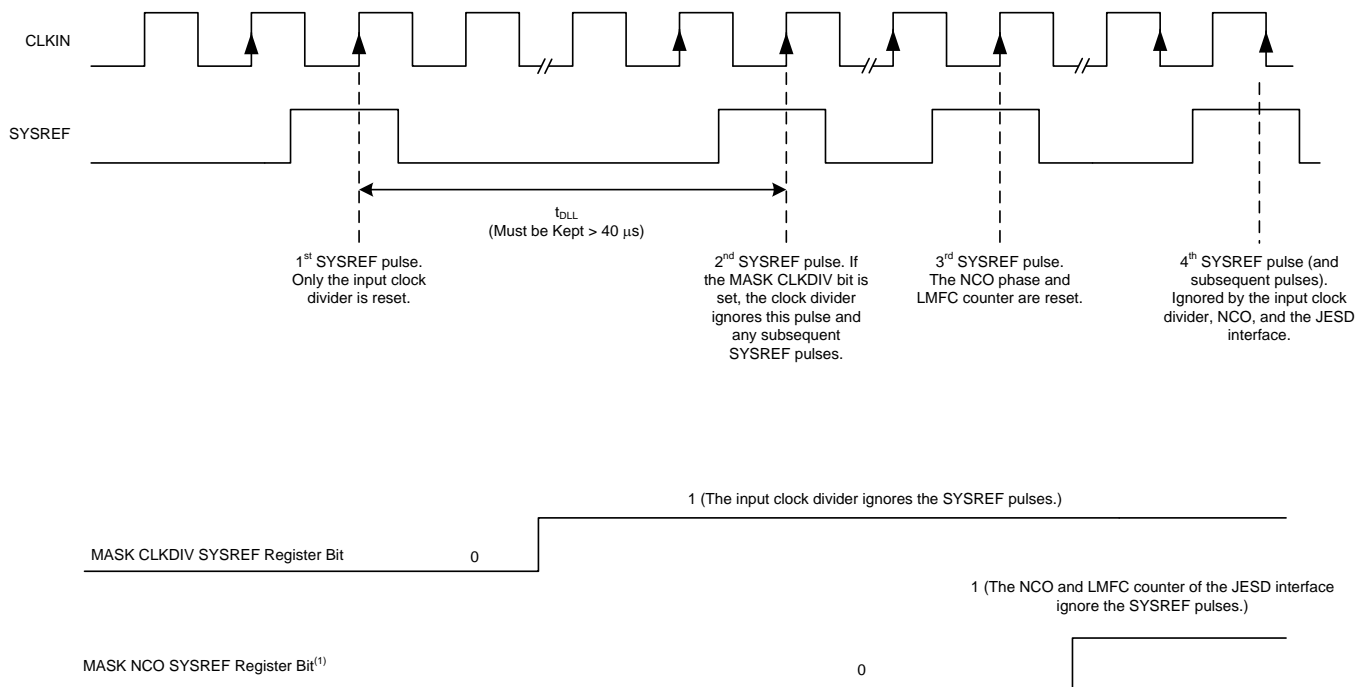 CLKIN
SYSREF
tDLL
(Must be Kept > 40 μs)
1st SYSREF pulse.
Only the input clock
divider is reset.
2nd SYSREF pulse. If
the MASK CLKDIV bit is
set, the clock divider
ignores this pulse and
any subsequent
SYSREF pulses.
3rd SYSREF pulse.
The NCO phase and
LMFC counter are reset.
4th SYSREF pulse (and
subsequent pulses).
Ignored by the input clock
divider, NCO, and the JESD
interface.
1 (The input clock divider ignores the SYSREF pulses.)
MASK CLKDIV SYSREF Register Bit
0
1 (The NCO and LMFC counter of the JESD interface
ignore the SYSREF pulses.)
MASK NCO SYSREF Register Bit(1)
0